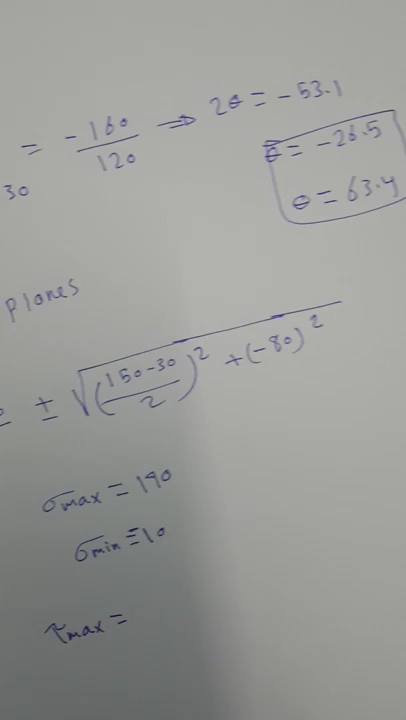 = -160/120 ⇒ 2θ = -53.1
30
θ = -26.5
θ = 63.4
planes
± √((150-30)/2)² + (-80)²
σmax = 190
σmin = 10
τmax =